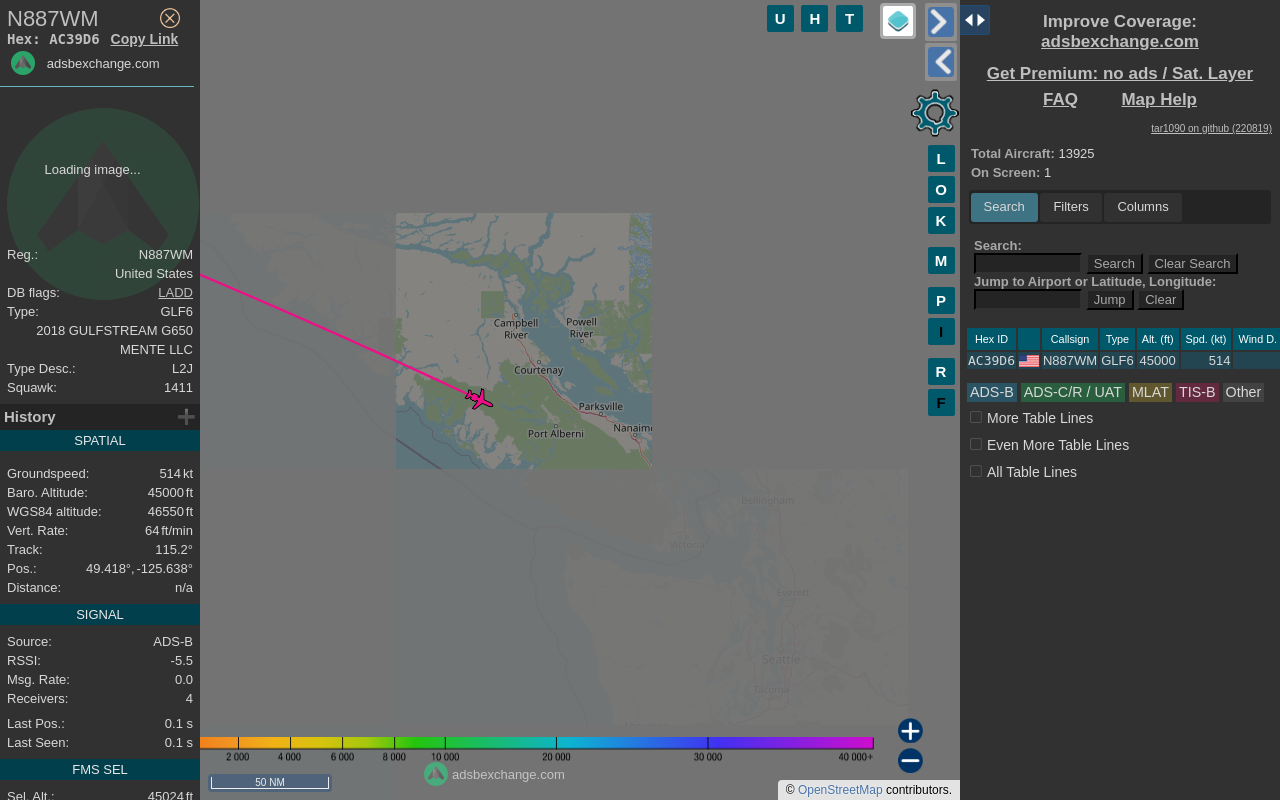 N887WM
Hex: AC39D6 Copy Link
adsbexchange.com
Loading image...
Reg.: N887WM
United States
DB flags: LADD
Type: GLF6
2018 GULFSTREAM G650
MENTE LLC
Type Desc.: L2J
Squawk: 1411
History
SPATIAL
Groundspeed: 514 kt
Baro. Altitude: 45000 ft
WGS84 altitude: 46550 ft
Vert. Rate: 64 ft/min
Track: 115.2°
Pos.: 49.418°, -125.638°
Distance: n/a
SIGNAL
Source: ADS-B
RSSI: -5.5
Msg. Rate: 0.0
Receivers: 4
Last Pos.: 0.1 s
Last Seen: 0.1 s
FMS SEL
Sel. Alt.: 45024 ft
U H T
L
O
K
M
P
I
R
F
Campbell River
Powell River
Courtenay
Parksville
Port Alberni
Nanaim
Bellingham
Victoria
Everett
Seattle
Tacoma
2 000 4 000 6 000 8 000 10 000 20 000 30 000 40 000+
50 NM
adsbexchange.com
© OpenStreetMap contributors.
Improve Coverage:
adsbexchange.com
Get Premium: no ads / Sat. Layer
FAQ Map Help
tar1090 on github (220819)
Total Aircraft: 13925
On Screen: 1
Search Filters Columns
Search:
Search Clear Search
Jump to Airport or Latitude, Longitude:
Jump Clear
Hex ID Callsign Type Alt. (ft) Spd. (kt) Wind D.
AC39D6 N887WM GLF6 45000 514
ADS-B ADS-C/R / UAT MLAT TIS-B Other
More Table Lines
Even More Table Lines
All Table Lines